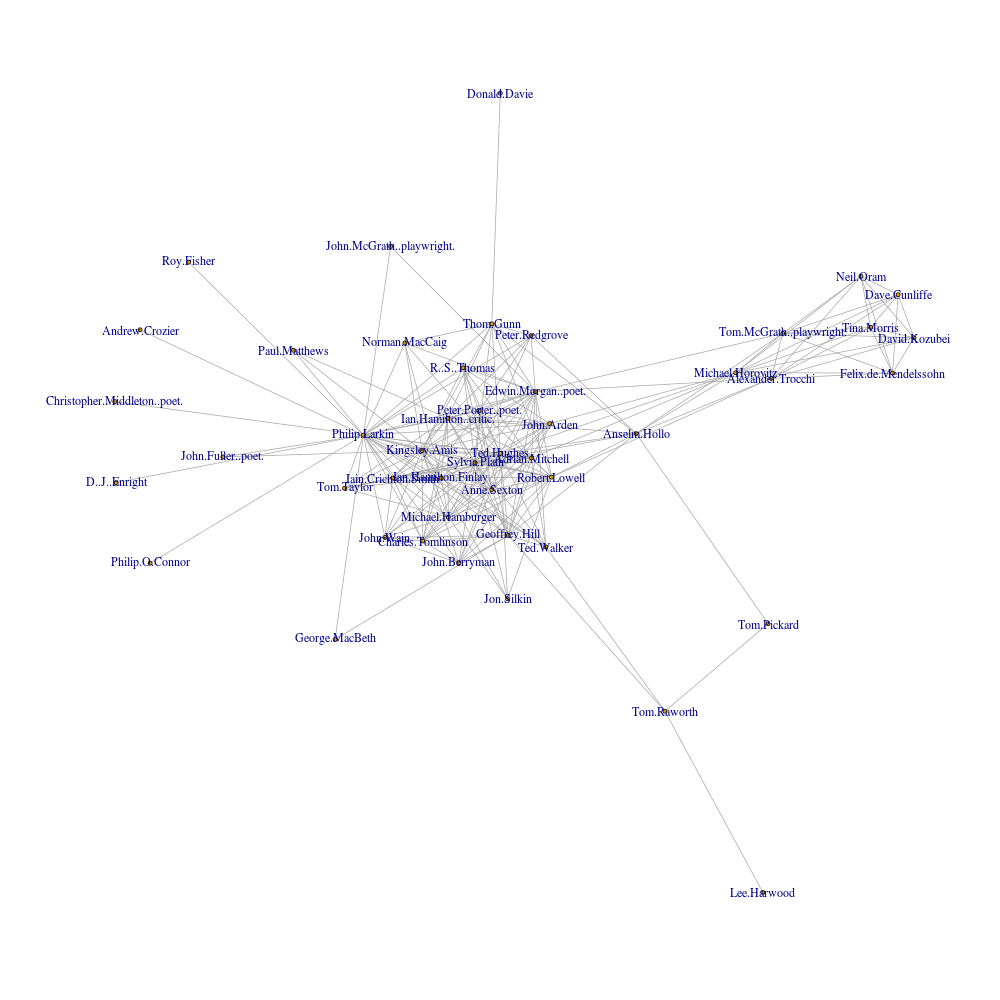 Donald.Davie
John.McGrath..playwright.
Roy.Fisher
Neil.Oram
Dave.Cunliffe
Andrew.Crozier
Thom.Gunn
Tom.McGrath..playwright.
Tina.Morris
Peter.Redgrove
David.Kozubei
Norman.MacCaig
Paul.Matthews
R..S..Thomas
Michael.Horovitz
Alexander.Trocchi
Felix.de.Mendelssohn
Edwin.Morgan..poet.
Christopher.Middleton..poet.
Peter.Porter..poet.
Ian.Hamilton..critic.
John.Arden
Philip.Larkin
Anselm.Hollo
Kingsley.Amis
Ted.Hughes
John.Fuller..poet.
Adrian.Mitchell
Sylvia.Plath
Iain.Crichton.Smith
Ian.Hamilton.Finlay
Robert.Lowell
D..J..Enright
Tom.Taylor
Anne.Sexton
Michael.Hamburger
Geoffrey.Hill
John.Wain
Charles.Tomlinson
Ted.Walker
Philip.O.Connor
John.Berryman
Jon.Silkin
Tom.Pickard
George.MacBeth
Tom.Raworth
Lee.Harwood